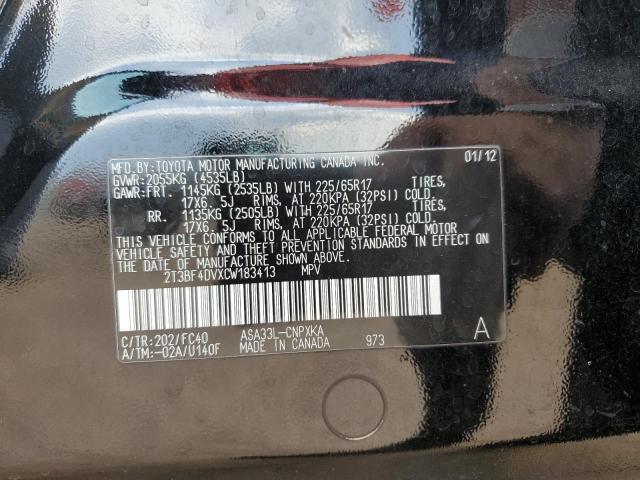 MFD.BY:TOYOTA MOTOR MANUFACTURING CANADA INC. 01/12
GVWR:2055KG (4535LB)
GAWR:FRT. 1145KG (2535LB) WITH 225/65R17 TIRES,
17X6.5J RIMS, AT 220KPA (32PSI) COLD.
RR. 1135KG (2505LB) WITH 225/65R17 TIRES,
17X6.5J RIMS, AT 220KPA (32PSI) COLD.
THIS VEHICLE CONFORMS TO ALL APPLICABLE FEDERAL MOTOR
VEHICLE SAFETY AND THEFT PREVENTION STANDARDS IN EFFECT ON
THE DATE OF MANUFACTURE SHOWN ABOVE.
2T3BF4DVXCW183413 MPV
C/TR:202/FC40 ASA33L-CNPXKA A
A/TM:-02A/U140F MADE IN CANADA 973